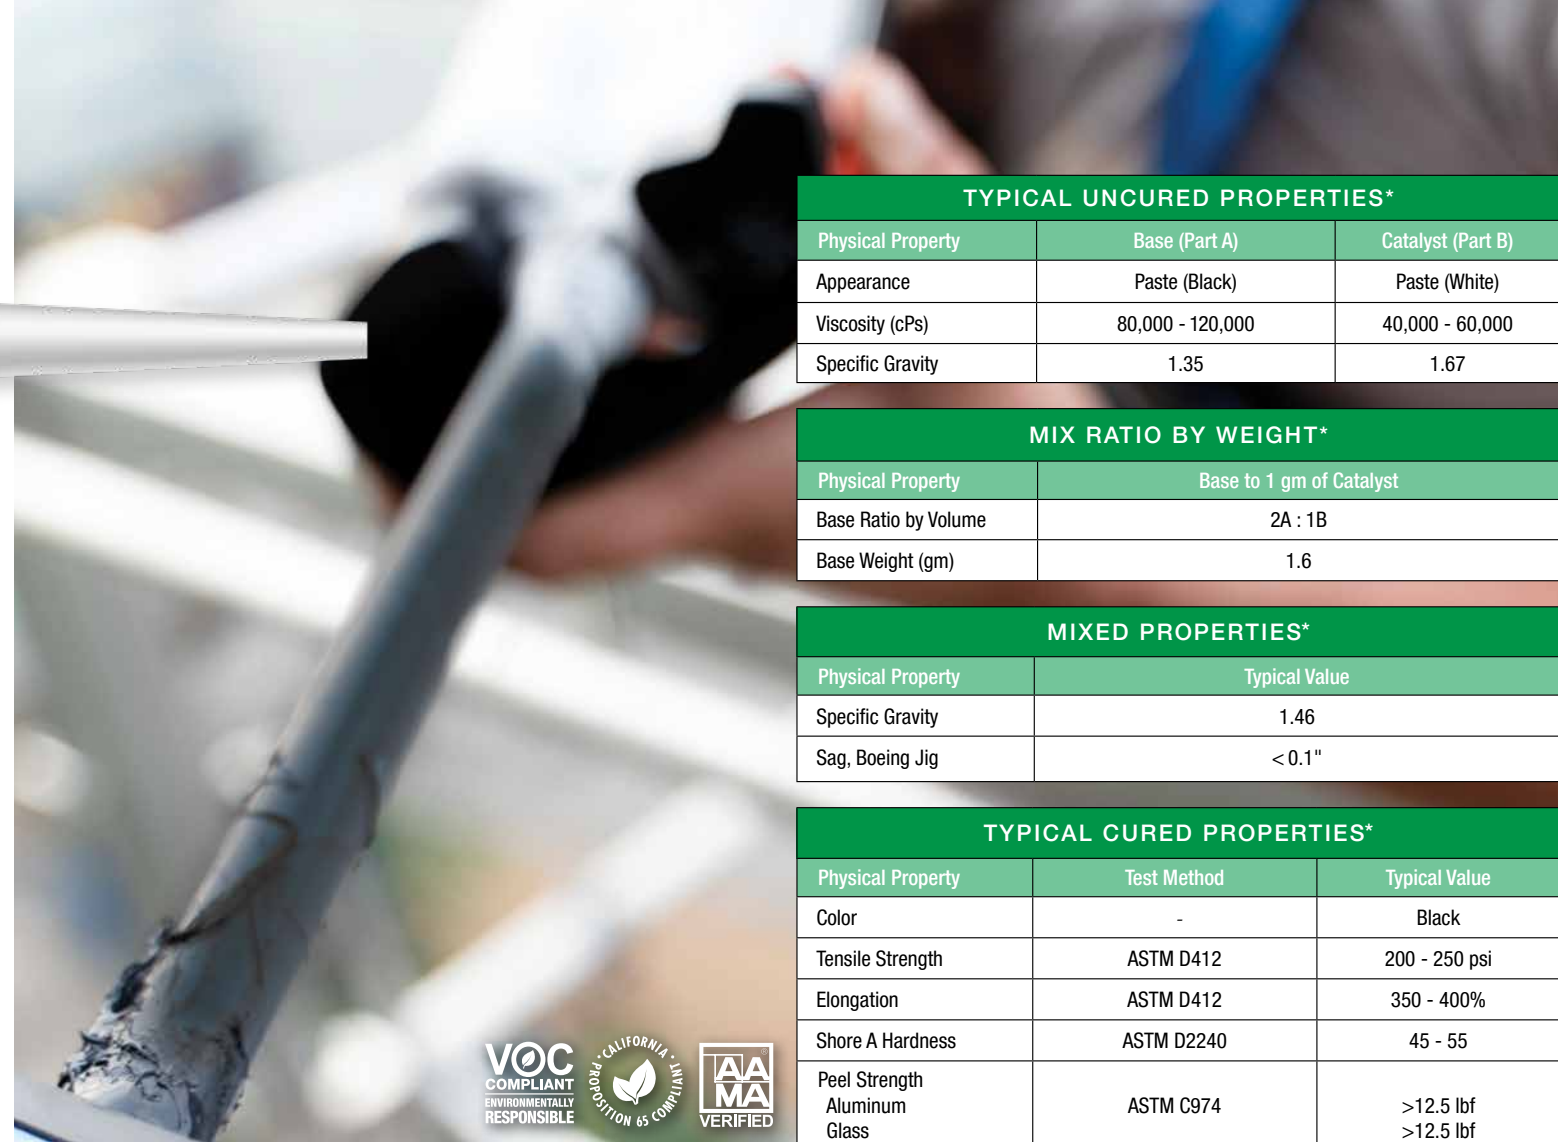 TYPICAL UNCURED PROPERTIES*
Physical Property Base (Part A) Catalyst (Part B)
Appearance Paste (Black) Paste (White)
Viscosity (cPs) 80,000 - 120,000 40,000 - 60,000
Specific Gravity 1.35 1.67
MIX RATIO BY WEIGHT*
Physical Property Base to 1 gm of Catalyst
Base Ratio by Volume 2A : 1B
Base Weight (gm) 1.6
MIXED PROPERTIES*
Physical Property Typical Value
Specific Gravity 1.46
Sag, Boeing Jig < 0.1"
TYPICAL CURED PROPERTIES*
Physical Property Test Method Typical Value
Color - Black
Tensile Strength ASTM D412 200 - 250 psi
Elongation ASTM D412 350 - 400%
Shore A Hardness ASTM D2240 45 - 55
Peel Strength
Aluminum ASTM C974 >12.5 lbf
Glass >12.5 lbf
VOC
COMPLIANT
ENVIRONMENTALLY
RESPONSIBLE
• CALIFORNIA •
PROPOSITION 65 COMPLIANT
AA
MA
®
VERIFIED